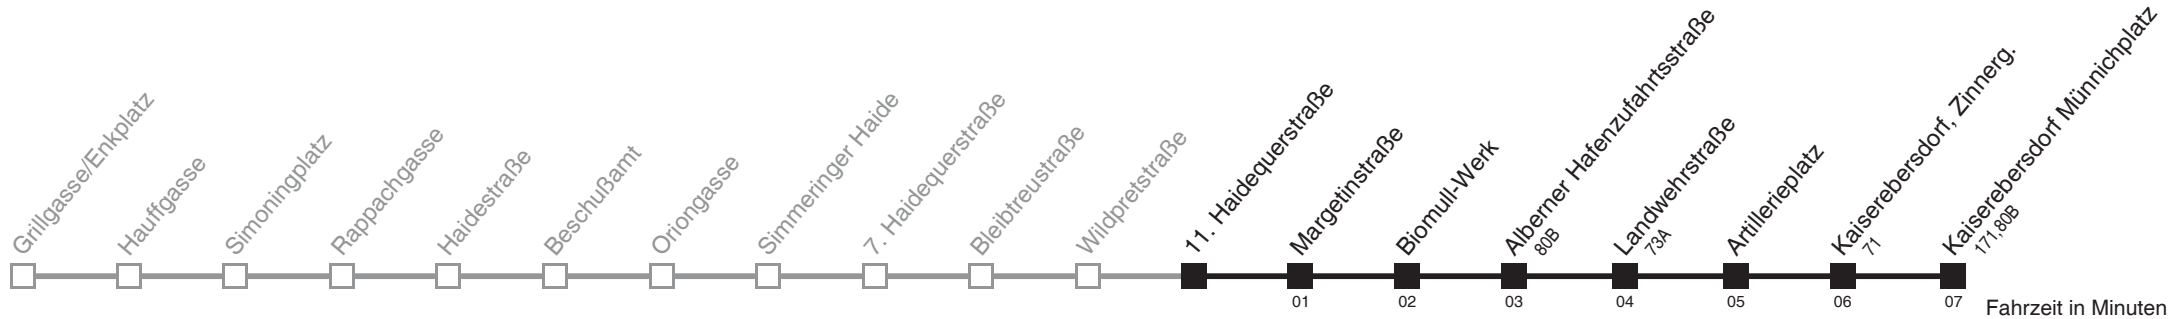 Grillgasse/Enkplatz
Hauffgasse
Simoningplatz
Rappachgasse
Haidestraße
Beschußamt
Oriongasse
Simmeringer Haide
7. Haidequerstraße
Bleibtreustraße
Wildpretstraße
11. Haidequerstraße
Margetinstraße
Biomull-Werk
Alberner Hafenzufahrtsstraße
80B
Landwehrstraße
73A
Artillerieplatz
Kaiserebersdorf, Zinnerg.
71
Kaiserebersdorf Münnichplatz
171,80B
01 02 03 04 05 06 07
Fahrzeit in Minuten